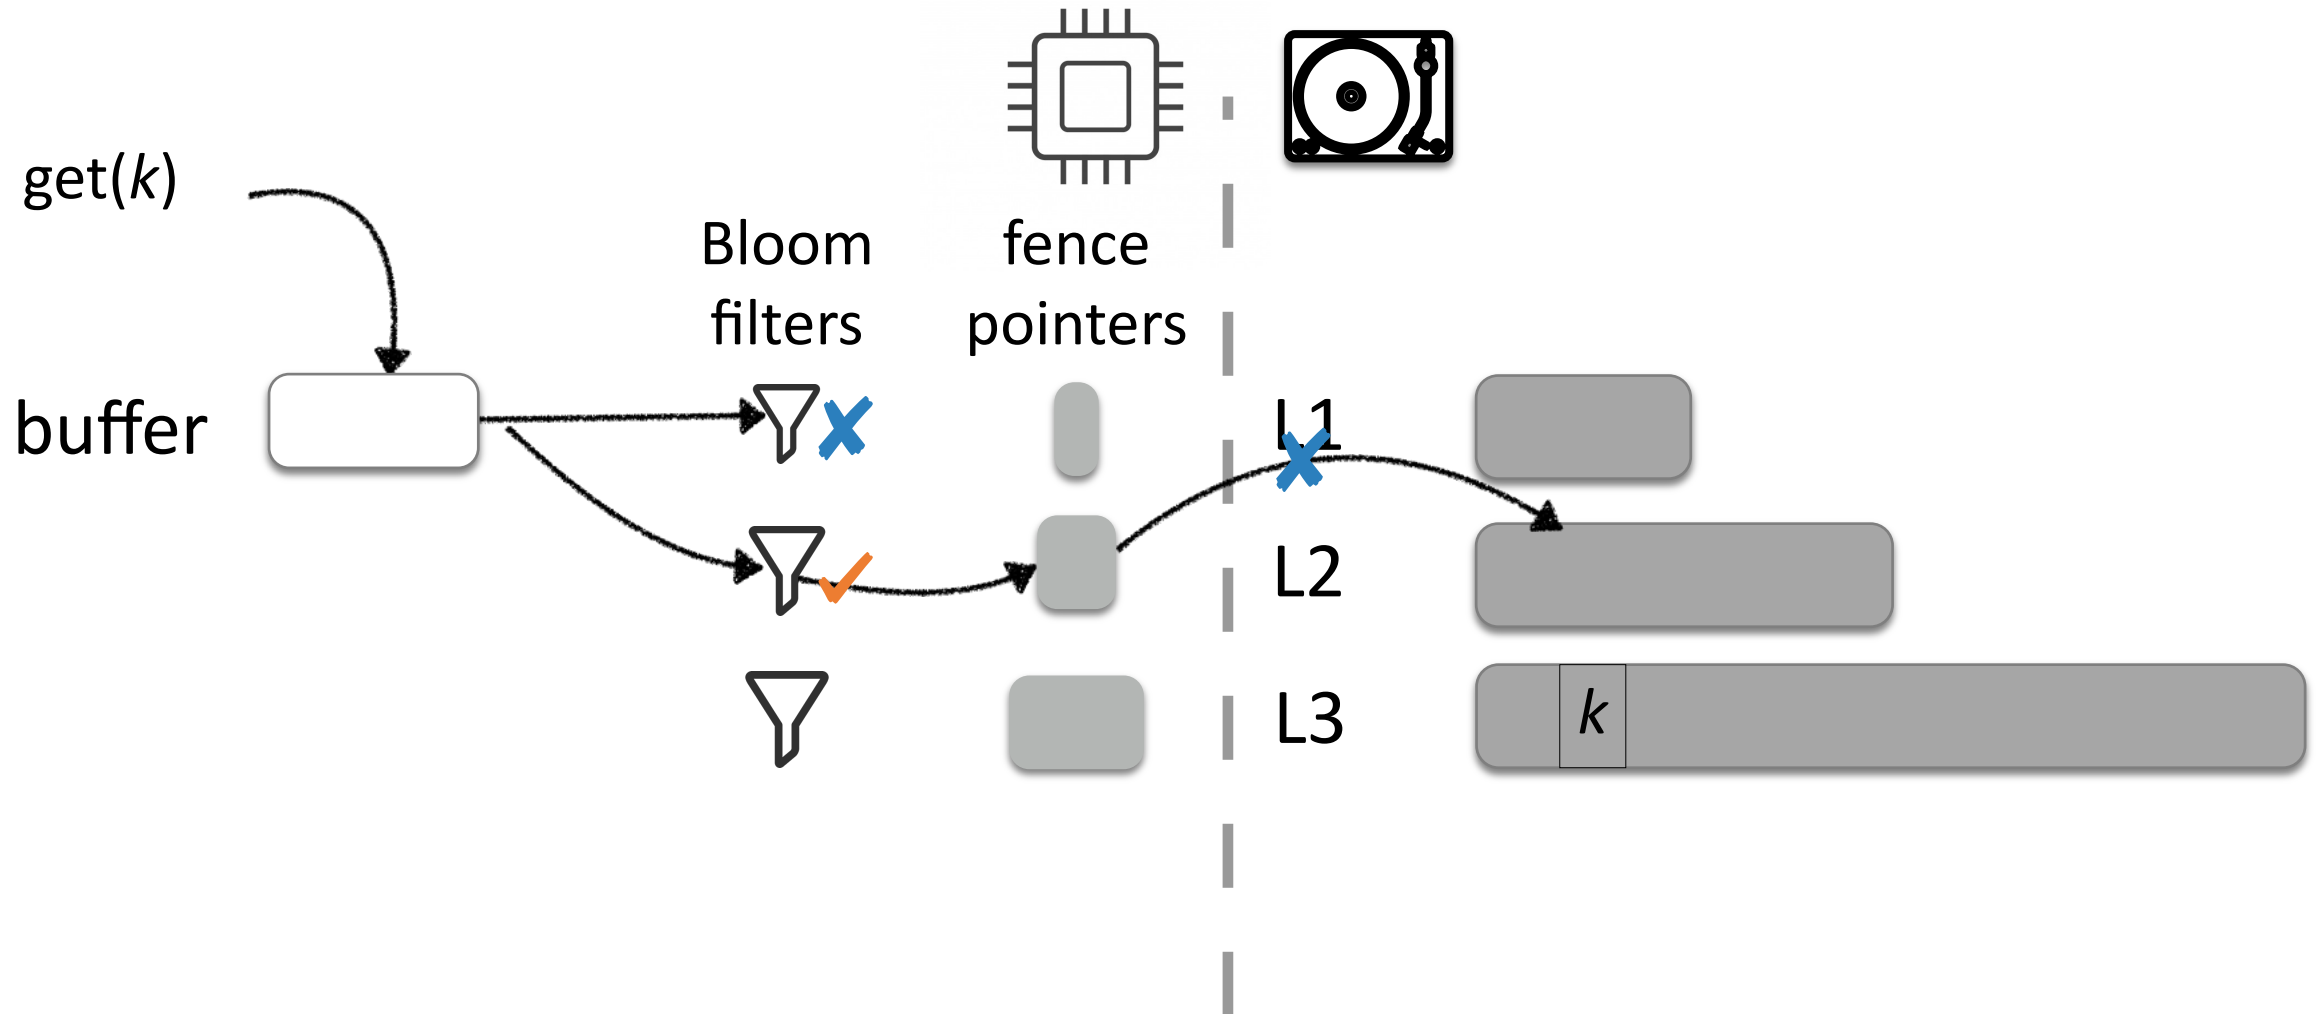 get(k)
Bloom
filters
fence
pointers
buffer
L1
L2
L3
k